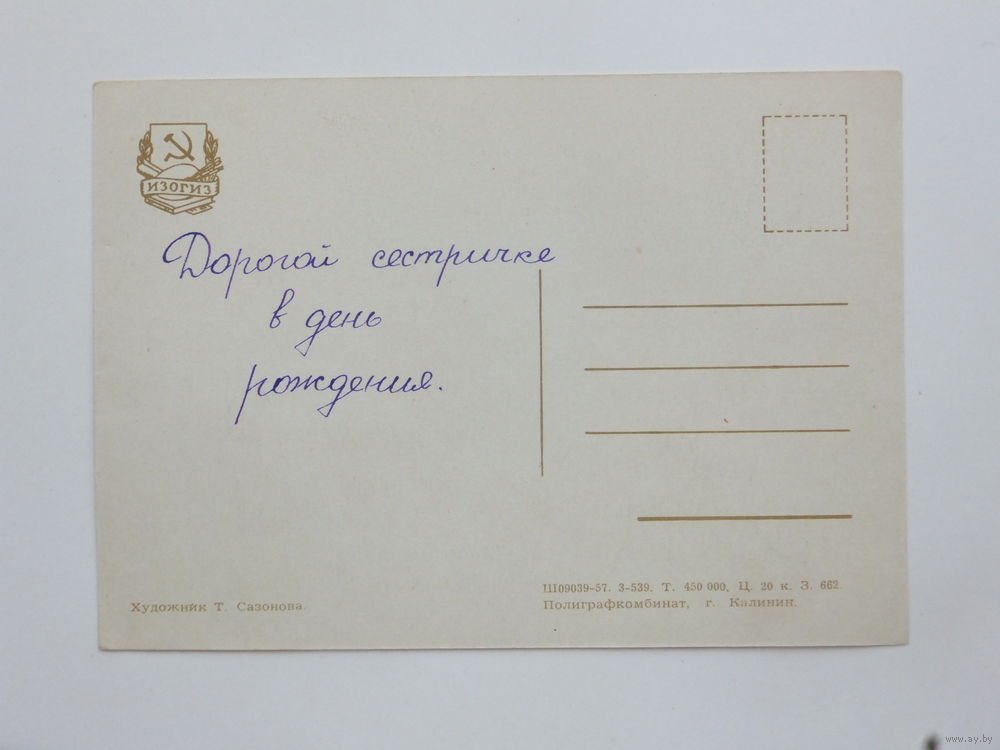 ИЗОГИЗ
Дорогой сестричке
в день
рождения.
Художник Т. Сазонова.
Ш09039-57. З-539. Т. 450 000. Ц. 20 к. З. 662.
Полиграфкомбинат, г. Калинин.
www.ay.by